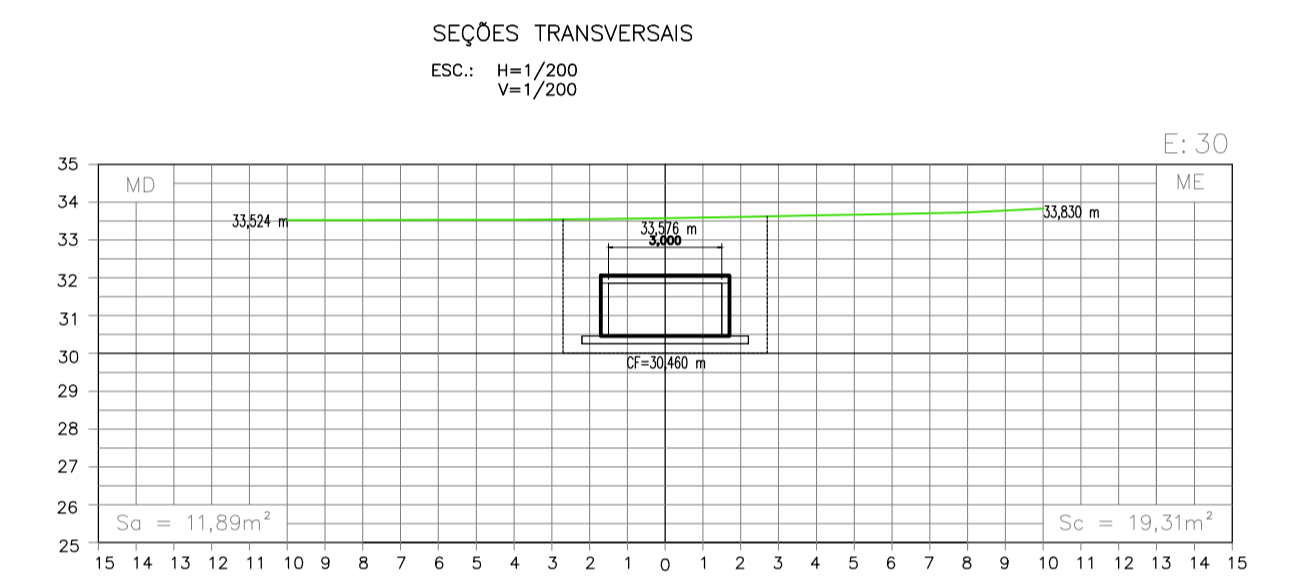 SEÇÕES TRANSVERSAIS
ESC.: H=1/200
V=1/200
E: 30
35
MD
ME
34
33,524 m
33,830 m
33,576 m
33
3,000
32
31
30
CF=30,460 m
29
28
27
26
Sa = 11,89m²
Sc = 19,31m²
25
15 14 13 12 11 10 9 8 7 6 5 4 3 2 1 0 1 2 3 4 5 6 7 8 9 10 11 12 13 14 15